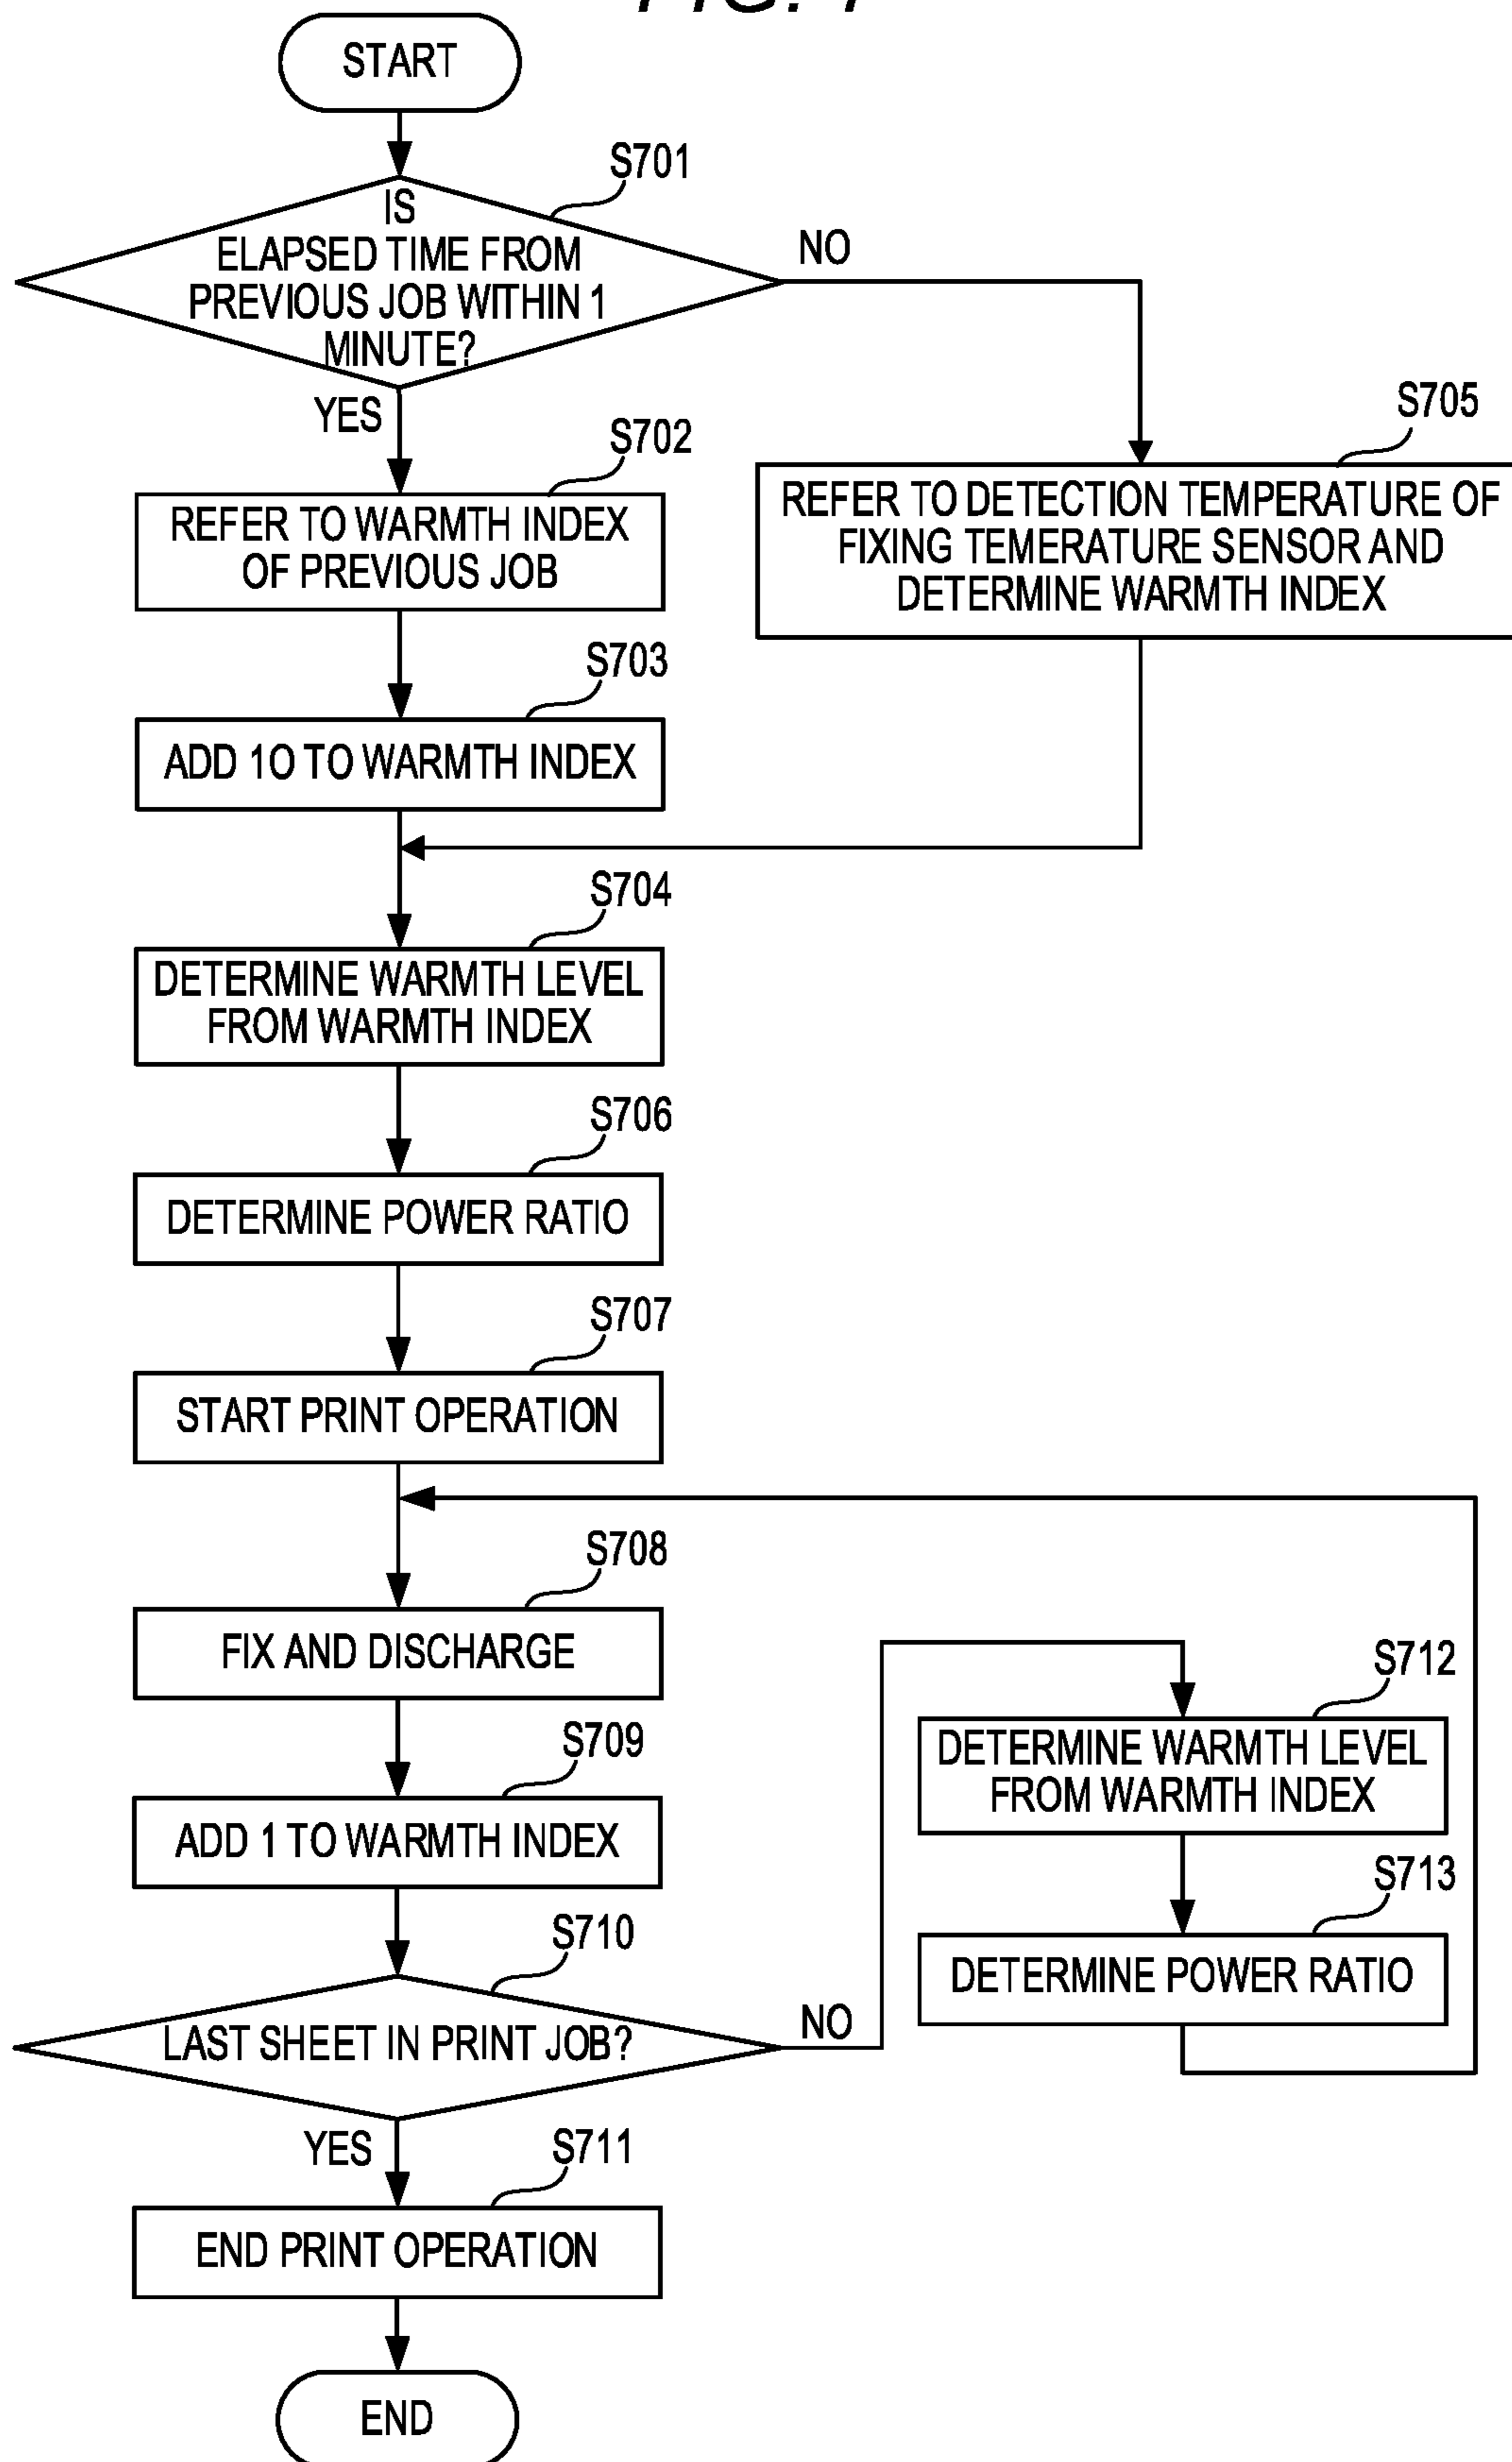 START
S701
IS
ELAPSED TIME FROM
PREVIOUS JOB WITHIN 1
MINUTE?
NO
YES
S702
REFER TO WARMTH INDEX
OF PREVIOUS JOB
S705
REFER TO DETECTION TEMPERATURE OF
FIXING TEMERATURE SENSOR AND
DETERMINE WARMTH INDEX
S703
ADD 10 TO WARMTH INDEX
S704
DETERMINE WARMTH LEVEL
FROM WARMTH INDEX
S706
DETERMINE POWER RATIO
S707
START PRINT OPERATION
S708
FIX AND DISCHARGE
S709
ADD 1 TO WARMTH INDEX
S710
LAST SHEET IN PRINT JOB?
NO
S712
DETERMINE WARMTH LEVEL
FROM WARMTH INDEX
S713
DETERMINE POWER RATIO
YES
S711
END PRINT OPERATION
END